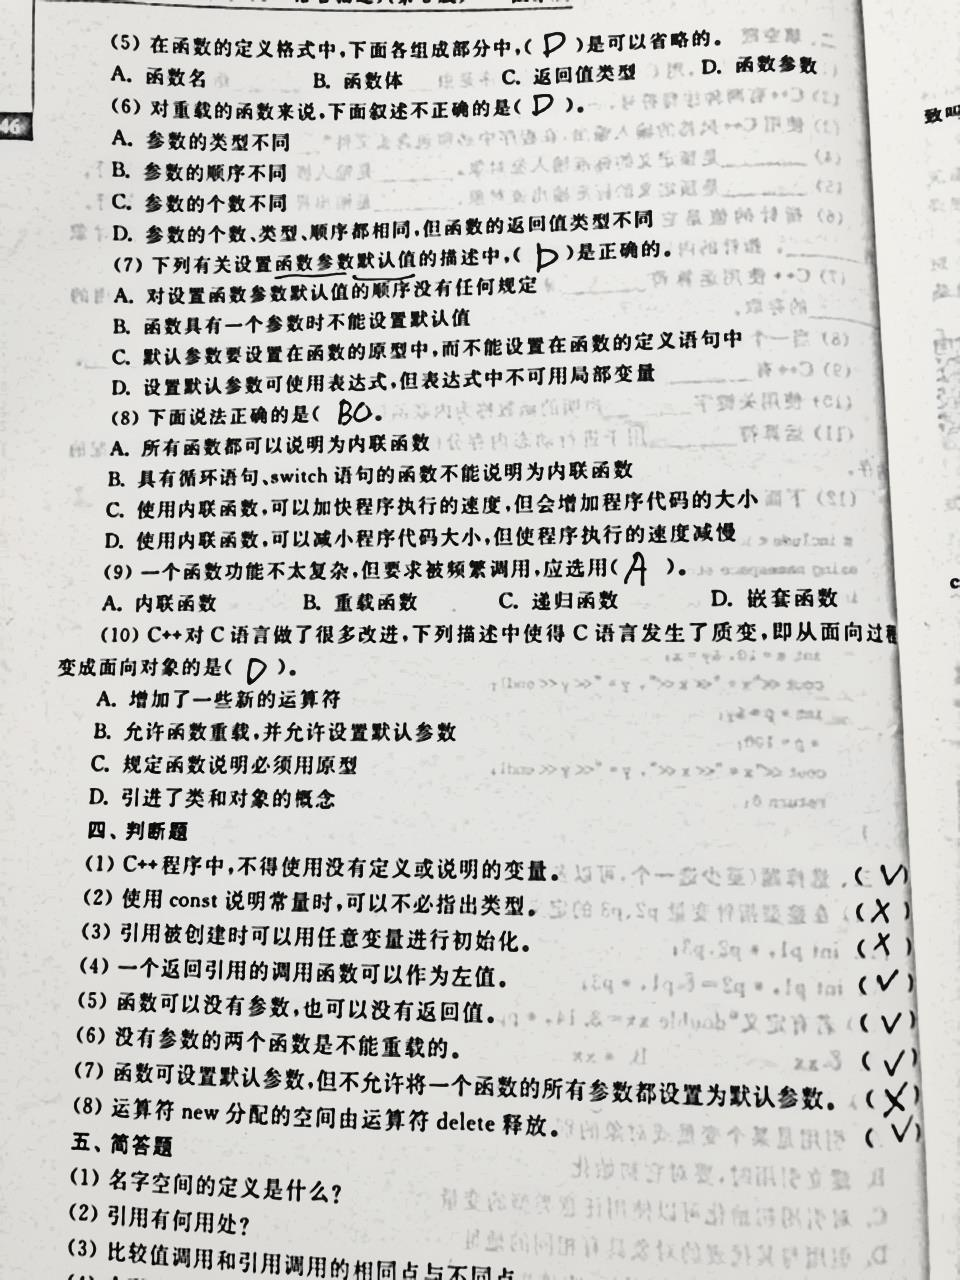 (5) 在函数的定义格式中,下面各组成部分中,( D )是可以省略的。
A. 函数名 B. 函数体 C. 返回值类型 D. 函数参数
(6) 对重载的函数来说,下面叙述不正确的是( D )。
46
A. 参数的类型不同
B. 参数的顺序不同
C. 参数的个数不同
D. 参数的个数、类型、顺序都相同,但函数的返回值类型不同
(7) 下列有关设置函数参数默认值的描述中,( D )是正确的。
A. 对设置函数参数默认值的顺序没有任何规定
B. 函数具有一个参数时不能设置默认值
C. 默认参数要设置在函数的原型中,而不能设置在函数的定义语句中
D. 设置默认参数可使用表达式,但表达式中不可用局部变量
(8) 下面说法正确的是( BC 。
A. 所有函数都可以说明为内联函数
B. 具有循环语句、switch 语句的函数不能说明为内联函数
C. 使用内联函数,可以加快程序执行的速度,但会增加程序代码的大小
D. 使用内联函数,可以减小程序代码大小,但使程序执行的速度减慢
(9) 一个函数功能不太复杂,但要求被频繁调用,应选用( A )。
A. 内联函数 B. 重载函数 C. 递归函数 D. 嵌套函数
(10) C++对 C 语言做了很多改进,下列描述中使得 C 语言发生了质变,即从面向过程
变成面向对象的是( D )。
A. 增加了一些新的运算符
B. 允许函数重载,并允许设置默认参数
C. 规定函数说明必须用原型
D. 引进了类和对象的概念
四、判断题
(1) C++程序中,不得使用没有定义或说明的变量。 ( ✓ )
(2) 使用 const 说明常量时,可以不必指出类型。 ( X )
(3) 引用被创建时可以用任意变量进行初始化。 ( X )
(4) 一个返回引用的调用函数可以作为左值。 ( ✓ )
(5) 函数可以没有参数,也可以没有返回值。 ( ✓ )
(6) 没有参数的两个函数是不能重载的。 ( ✓ )
(7) 函数可设置默认参数,但不允许将一个函数的所有参数都设置为默认参数。 ( X )
(8) 运算符 new 分配的空间由运算符 delete 释放。 ( ✓ )
五、简答题
(1) 名字空间的定义是什么?
(2) 引用有何用处?
(3) 比较值调用和引用调用的相同点与不同点
致叫